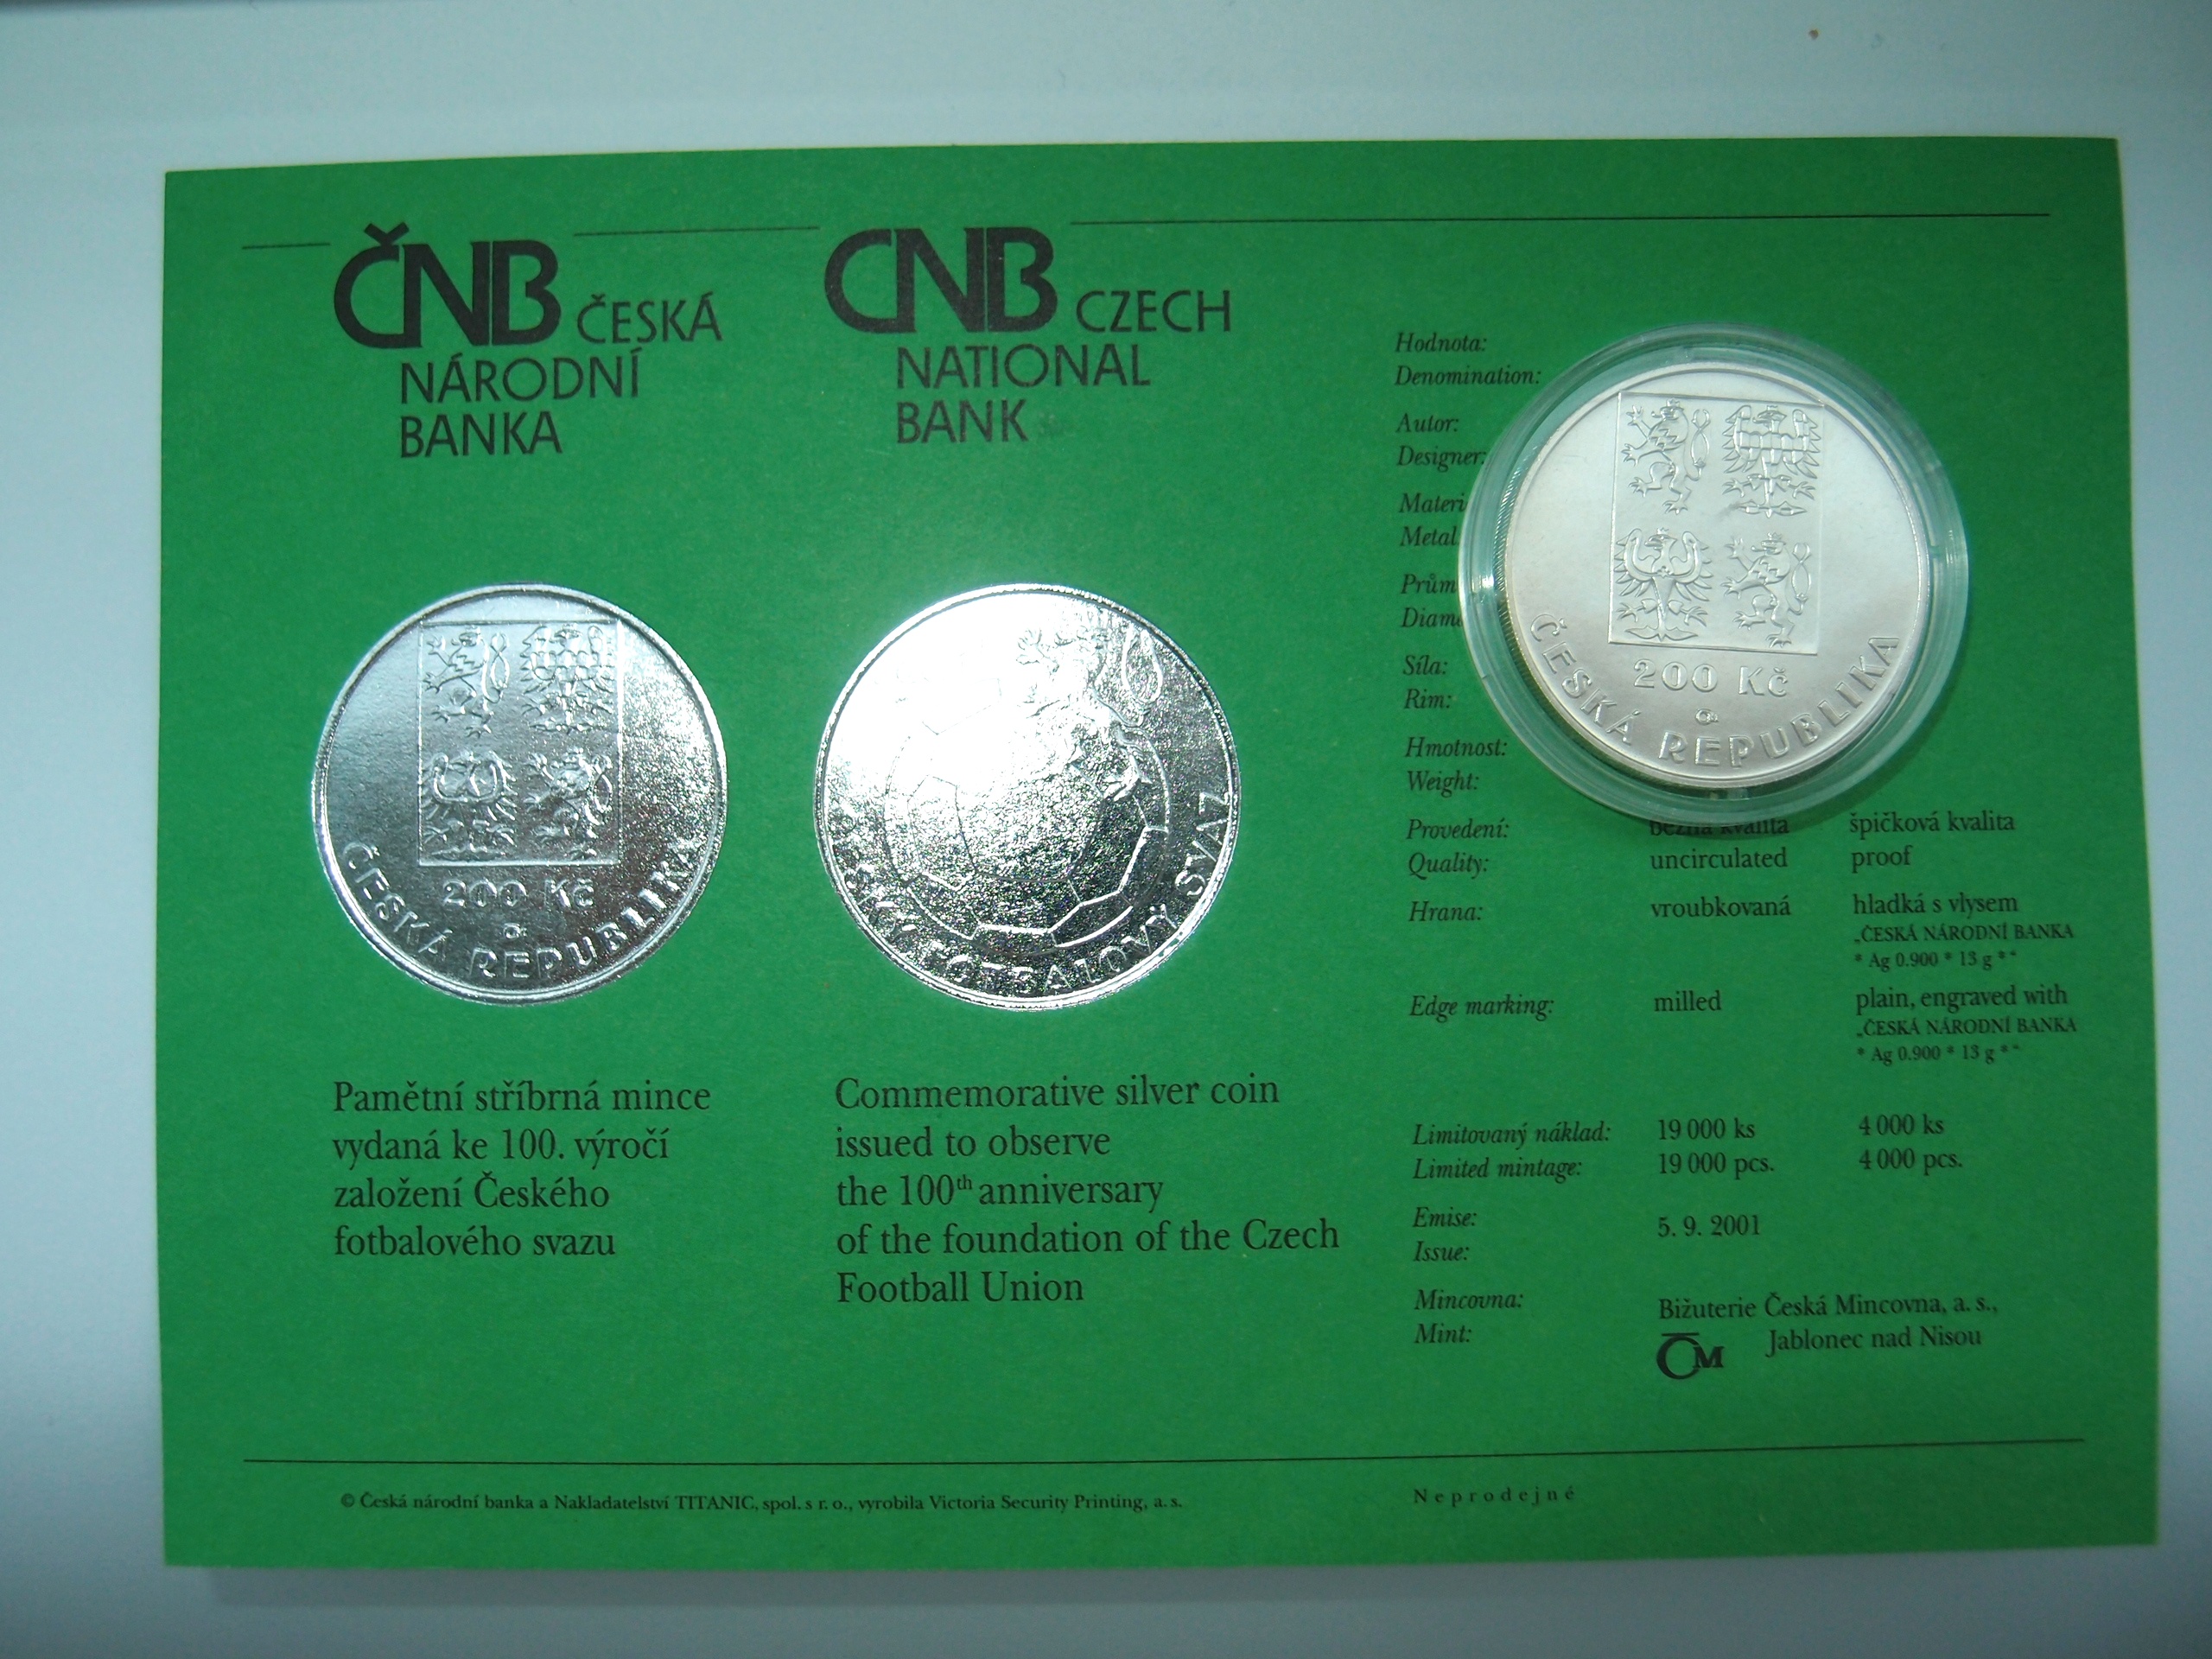 ČNB ČESKÁ
NÁRODNÍ
BANKA
CNB CZECH
NATIONAL
BANK
200 Kč
ČESKÁ REPUBLIKA
FOTBALOVÝ SVAZ
Pamětní stříbrná mince
vydaná ke 100. výročí
založení Českého
fotbalového svazu
Commemorative silver coin
issued to observe
the 100th anniversary
of the foundation of the Czech
Football Union
200 Kč
ČESKÁ REPUBLIKA
Hodnota:
Denomination:
Autor:
Designer:
Materi
Metal
Prům
Diam
Síla:
Rim:
Hmotnost:
Weight:
Provedení: běžná kvalita špičková kvalita
Quality: uncirculated proof
Hrana: vroubkovaná hladká s vlysem
„ČESKÁ NÁRODNÍ BANKA
* Ag 0.900 * 13 g *“
Edge marking: milled plain, engraved with
„ČESKÁ NÁRODNÍ BANKA
* Ag 0.900 * 13 g *“
Limitovaný náklad: 19 000 ks 4 000 ks
Limited mintage: 19 000 pcs. 4 000 pcs.
Emise: 5. 9. 2001
Issue:
Mincovna: Bižuterie Česká Mincovna, a. s.,
Mint: ČM Jablonec nad Nisou
© Česká národní banka a Nakladatelství TITANIC, spol. s r. o., vyrobila Victoria Security Printing, a. s.
Neprodejné